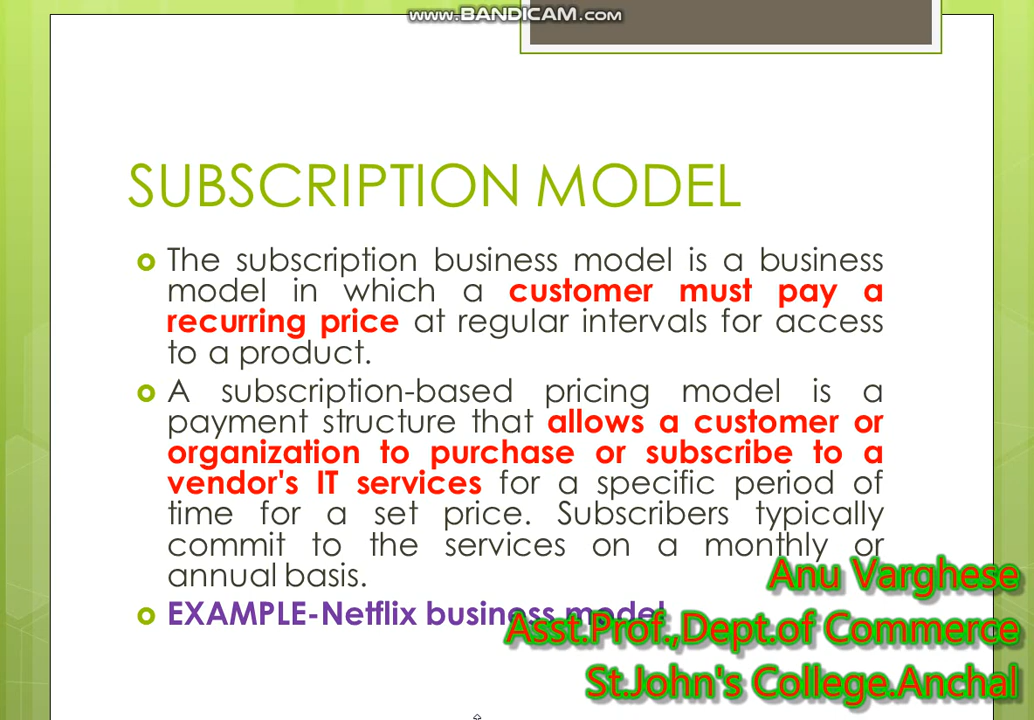 www.BANDICAM.com
SUBSCRIPTION MODEL
The subscription business model is a business
model in which a customer must pay a
recurring price at regular intervals for access
to a product.
A subscription-based pricing model is a
payment structure that allows a customer or
organization to purchase or subscribe to a
vendor's IT services for a specific period of
time for a set price. Subscribers typically
commit to the services on a monthly or
annual basis.
EXAMPLE-Netflix business model
Anu Varghese
Asst.Prof.,Dept.of Commerce
St.John's College.Anchal